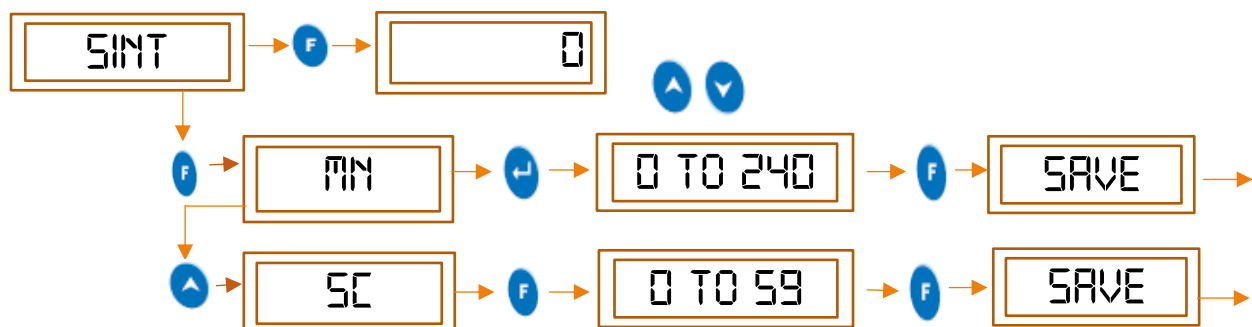 SINT F 0
F MN 0 TO 240 F SAVE
SC F 0 TO 59 F SAVE